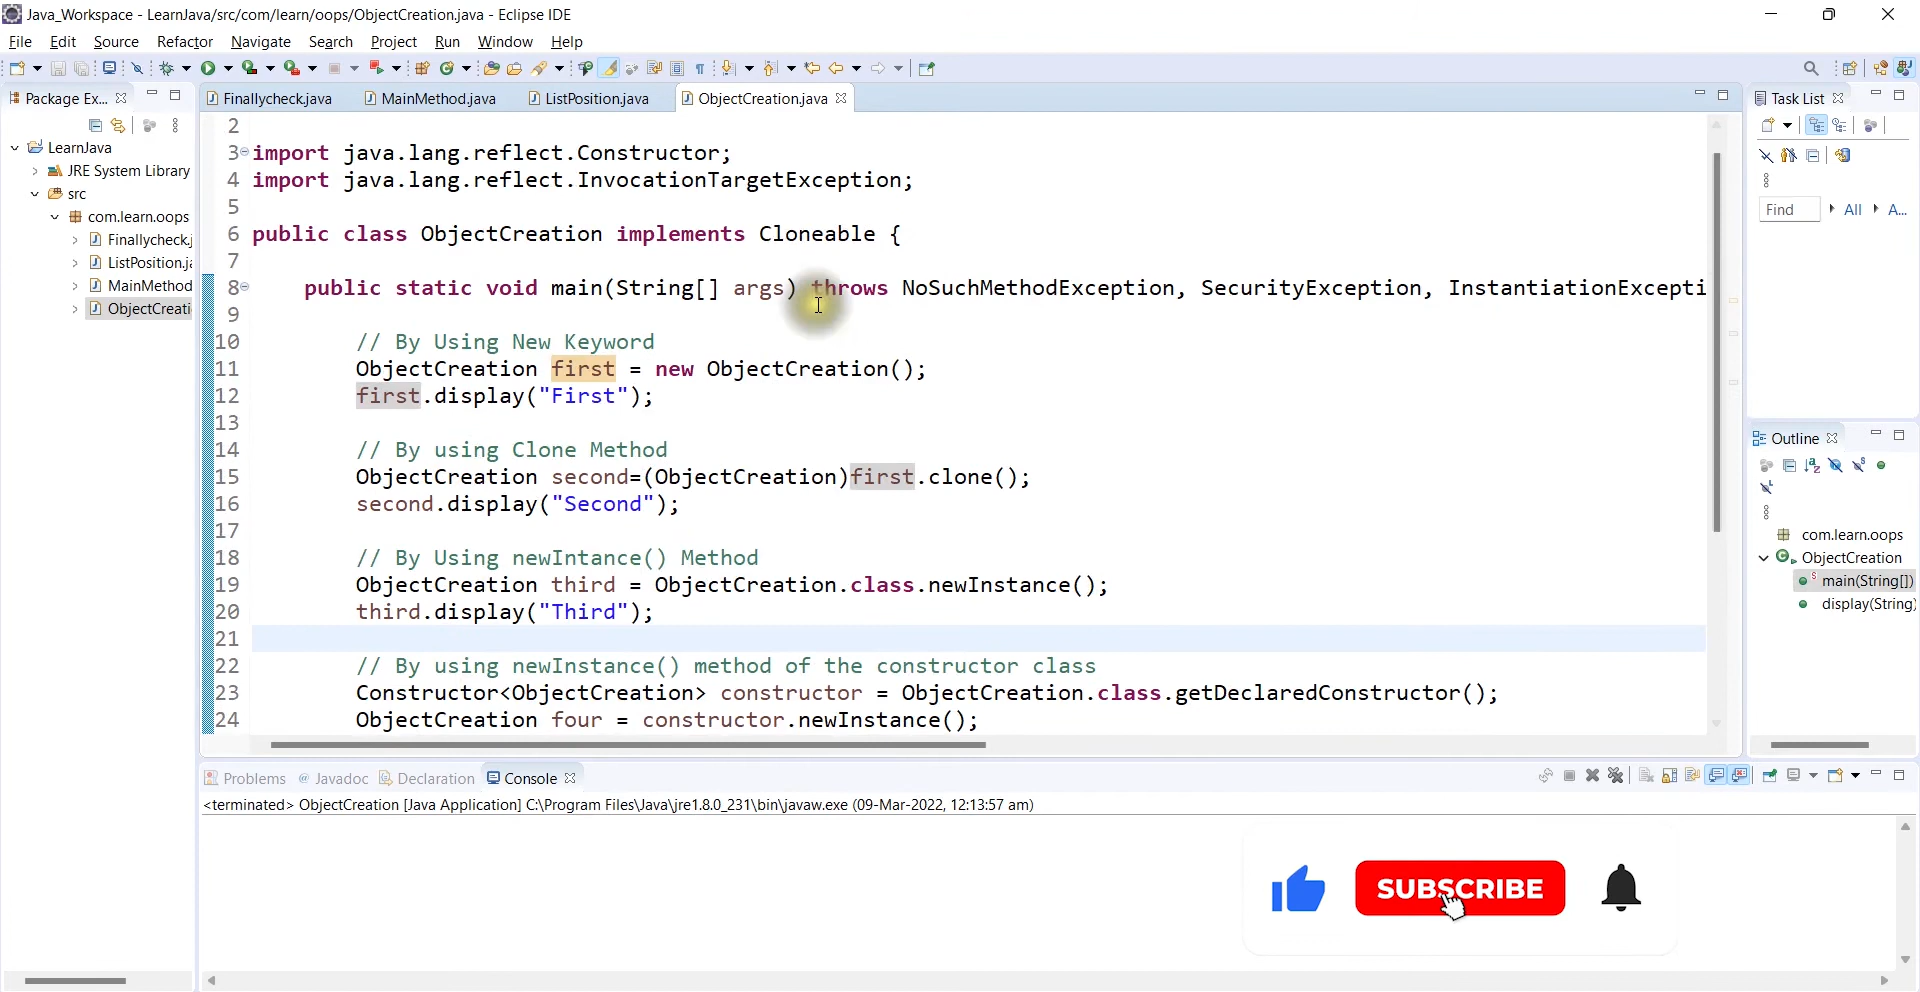 Java_Workspace - LearnJava/src/com/learn/oops/ObjectCreation.java - Eclipse IDE
File Edit Source Refactor Navigate Search Project Run Window Help
Package Ex...
Finallycheck.java MainMethod.java ListPosition.java ObjectCreation.java
Task List
LearnJava
JRE System Library
src
com.learn.oops
Finallycheck.j
ListPosition.ja
MainMethod
ObjectCreati
2
3 import java.lang.reflect.Constructor;
4 import java.lang.reflect.InvocationTargetException;
5
6 public class ObjectCreation implements Cloneable {
7
8 public static void main(String[] args) throws NoSuchMethodException, SecurityException, InstantiationExcepti
9
10 // By Using New Keyword
11 ObjectCreation first = new ObjectCreation();
12 first.display("First");
13
14 // By using Clone Method
15 ObjectCreation second=(ObjectCreation)first.clone();
16 second.display("Second");
17
18 // By Using newIntance() Method
19 ObjectCreation third = ObjectCreation.class.newInstance();
20 third.display("Third");
21
22 // By using newInstance() method of the constructor class
23 Constructor<ObjectCreation> constructor = ObjectCreation.class.getDeclaredConstructor();
24 ObjectCreation four = constructor.newInstance();
Find All A...
Outline
com.learn.oops
ObjectCreation
main(String[])
display(String)
Problems Javadoc Declaration Console
<terminated> ObjectCreation [Java Application] C:\Program Files\Java\jre1.8.0_231\bin\javaw.exe (09-Mar-2022, 12:13:57 am)
SUBSCRIBE